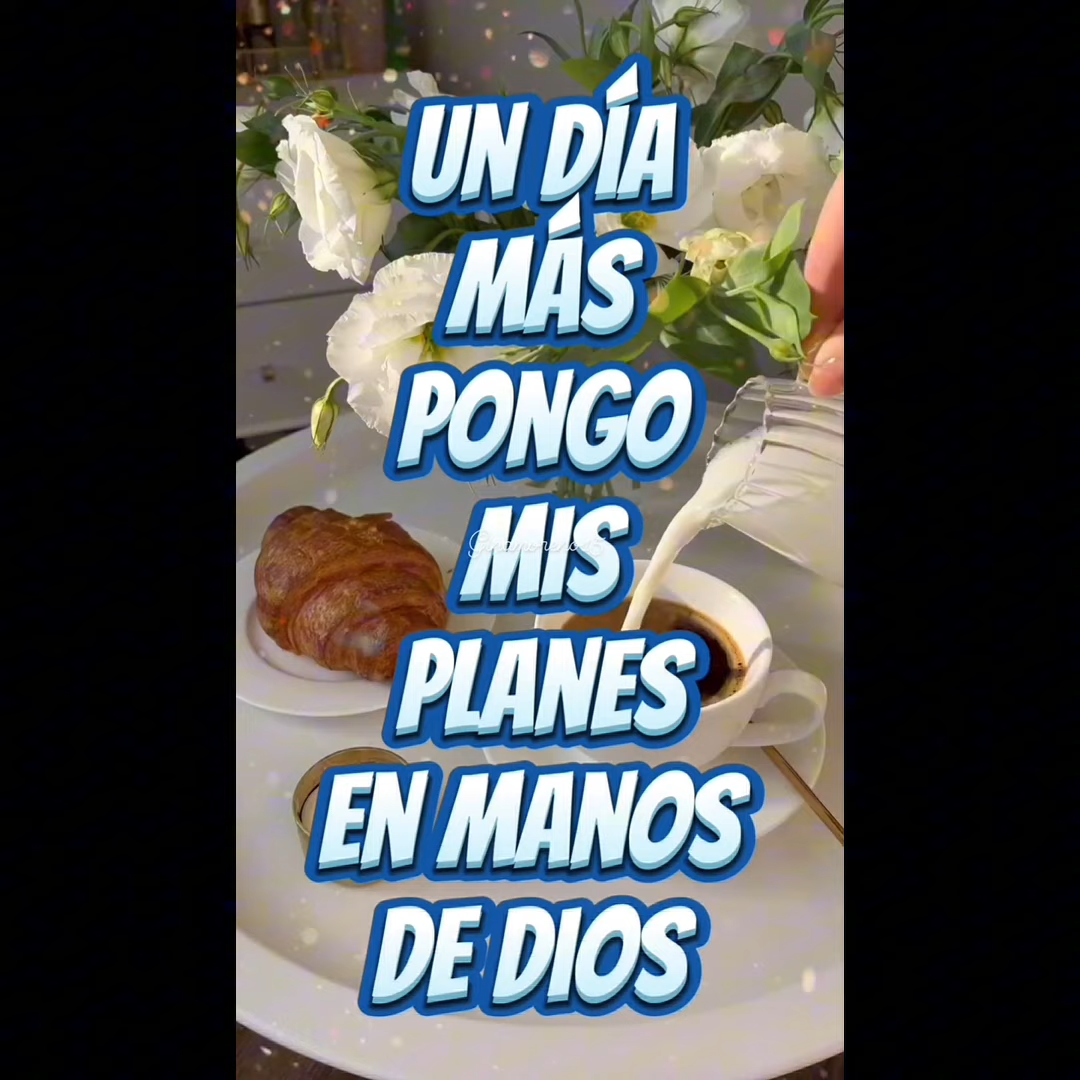 UN DÍA
MÁS
PONGO
MIS
PLANES
EN MANOS
DE DIOS